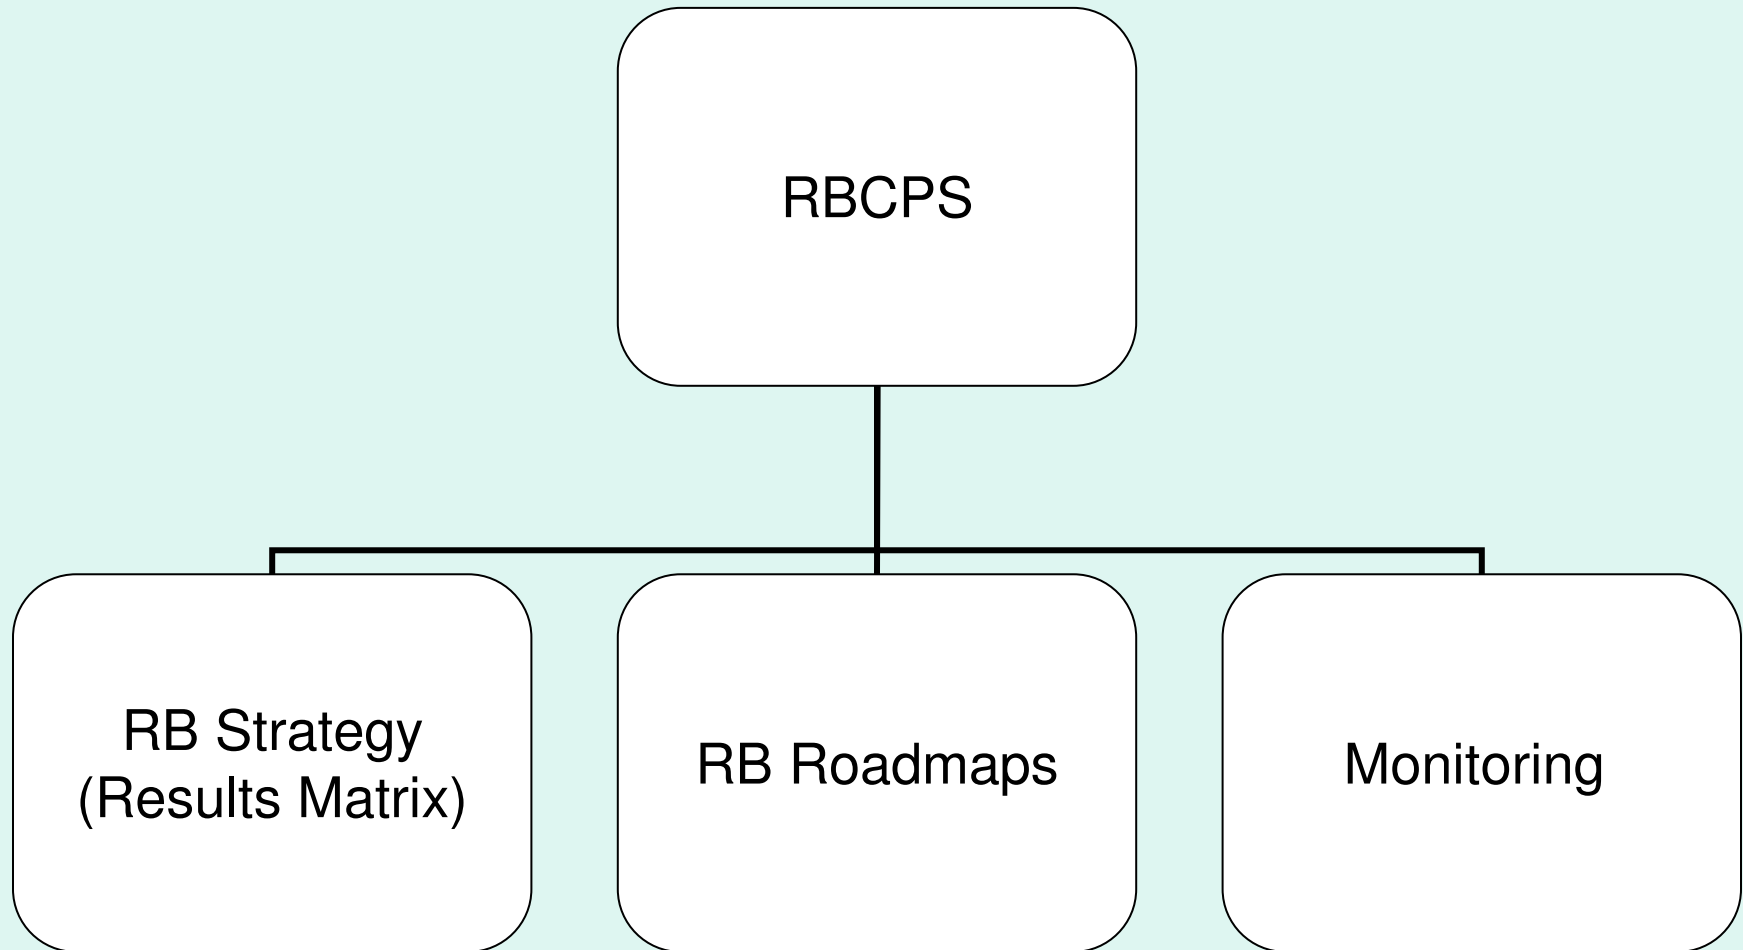 RBCPS
RB Strategy
(Results Matrix)
RB Roadmaps
Monitoring